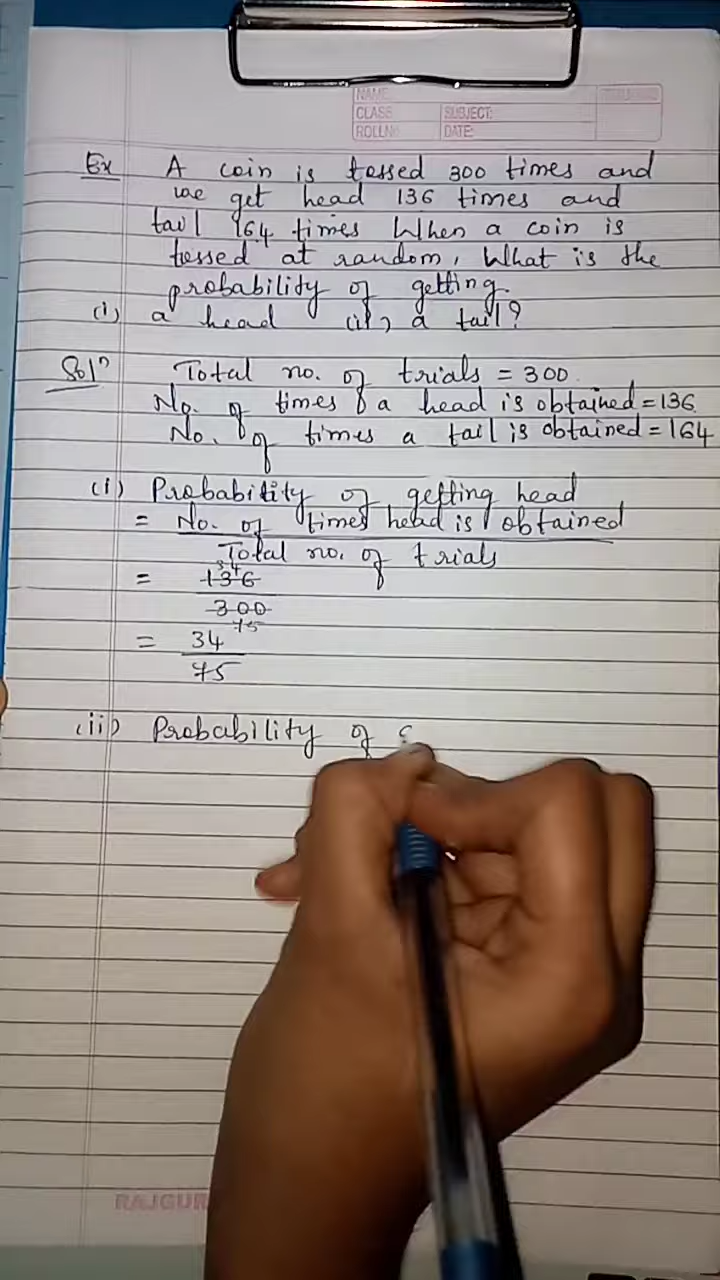 NAME
CLASS SUBJECT:
ROLLNO DATE:
Ex A coin is tossed 300 times and
we get head 136 times and
tail 164 times When a coin is
tossed at random, What is the
probability of getting.
(i) a head (ii) a tail?
Solⁿ Total no. of trials = 300
No. of times a head is obtained = 136
No. of times a tail is obtained = 164
(i) Probability of getting head
= No. of times head is obtained
Total no. of trials
34
= 136
300
75
= 34
75
(ii) Probability of
RAJGUR